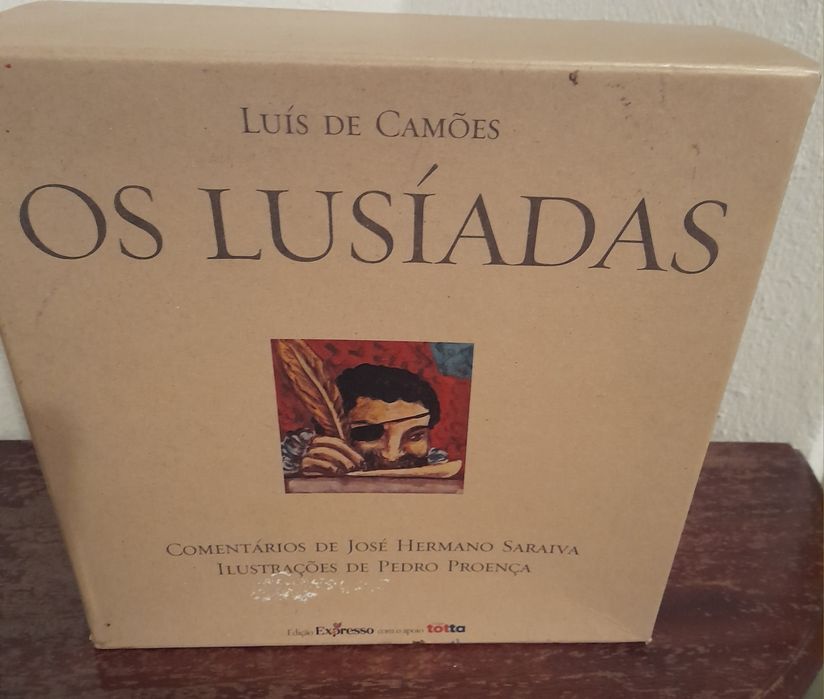 LUÍS DE CAMÕES
OS LUSÍADAS
COMENTÁRIOS DE JOSÉ HERMANO SARAIVA
ILUSTRAÇÕES DE PEDRO PROENÇA
Edição Expresso com o apoio totta